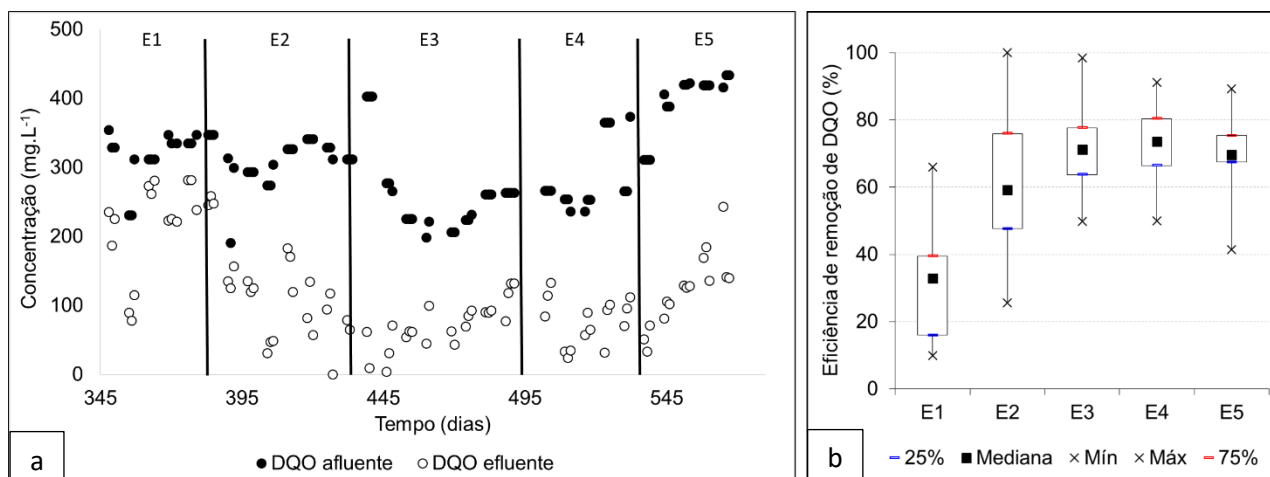 500
400
300
200
100
0
Concentração (mg.L⁻¹)
E1 E2 E3 E4 E5
345 395 445 495 545
Tempo (dias)
DQO afluente DQO efluente
a
100
80
60
40
20
0
Eficiência de remoção de DQO (%)
E1 E2 E3 E4 E5
25% Mediana Mín Máx 75%
b